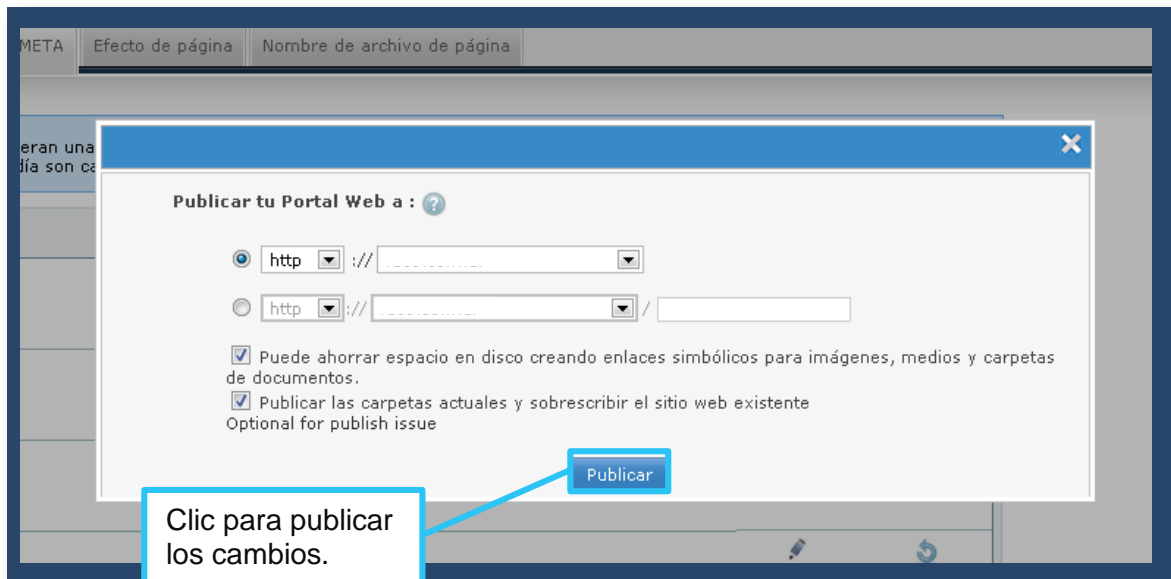 META Efecto de página Nombre de archivo de página
eran una
día son ca
Publicar tu Portal Web a :
http ://
http :// /
Puede ahorrar espacio en disco creando enlaces simbólicos para imágenes, medios y carpetas
de documentos.
Publicar las carpetas actuales y sobrescribir el sitio web existente
Optional for publish issue
Publicar
Clic para publicar
los cambios.